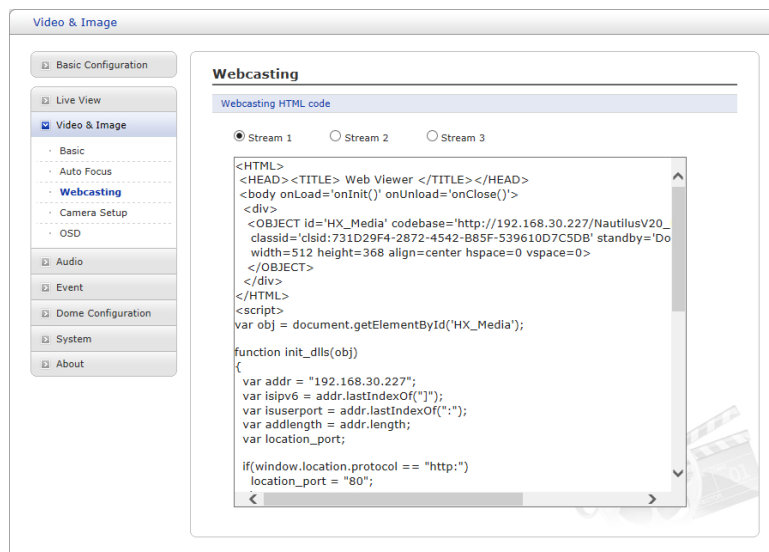 Video & Image
Basic Configuration
Live View
Video & Image
Basic
Auto Focus
Webcasting
Camera Setup
OSD
Audio
Event
Dome Configuration
System
About
Webcasting
Webcasting HTML code
Stream 1 Stream 2 Stream 3
<HTML>
<HEAD><TITLE> Web Viewer </TITLE></HEAD>
<body onLoad='onInit()' onUnload='onClose()'>
<div>
<OBJECT id='HX_Media' codebase='http://192.168.30.227/NautilusV20_
classid='clsid:731D29F4-2872-4542-B85F-539610D7C5DB' standby='Do
width=512 height=368 align=center hspace=0 vspace=0>
</OBJECT>
</div>
</HTML>
<script>
var obj = document.getElementById('HX_Media');
function init_dlls(obj)
{
var addr = "192.168.30.227";
var isipv6 = addr.lastIndexOf("]");
var isuserport = addr.lastIndexOf(":");
var addlength = addr.length;
var location_port;
if(window.location.protocol == "http:")
location_port = "80";
01